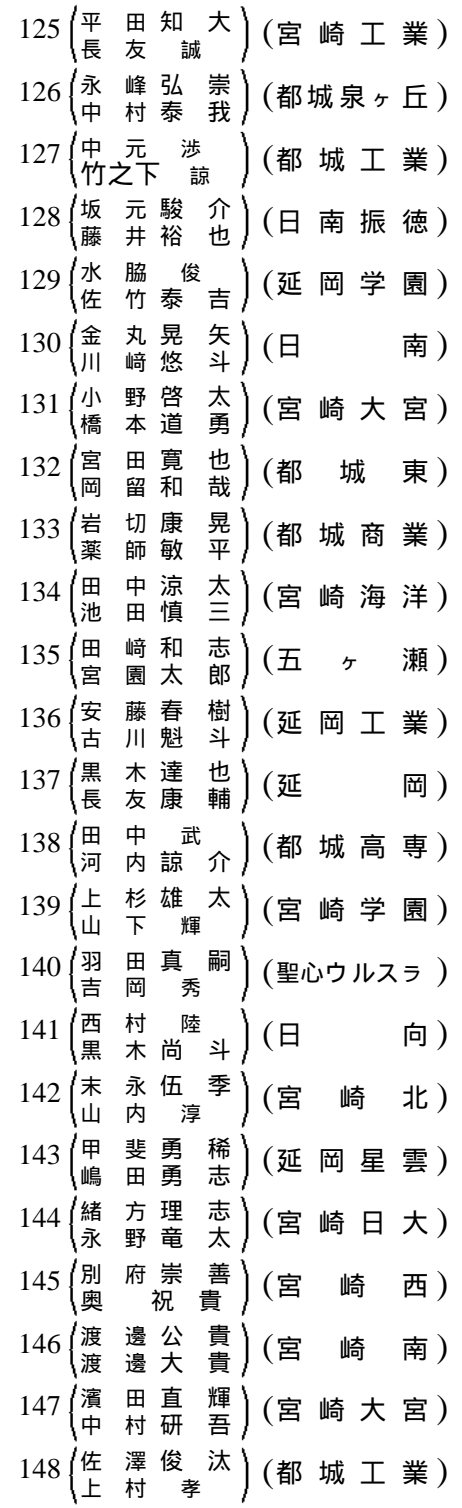 125 平田知大 (宮崎工業)
長友誠
126 永峰弘崇 (都城泉ヶ丘)
中村泰我
127 中元渉 (都城工業)
竹之下諒
128 坂元駿介 (日南振徳)
藤井裕也
129 水脇俊 (延岡学園)
佐竹泰吉
130 金丸晃矢 (日南)
川﨑悠斗
131 小野啓太 (宮崎大宮)
橋本道勇
132 宮田寛也 (都城東)
岡留和哉
133 岩切康晃 (都城商業)
薬師敏平
134 田中涼太 (宮崎海洋)
池田慎三
135 田﨑和志 (五ヶ瀬)
宮園太郎
136 安藤春樹 (延岡工業)
古川魁斗
137 黒木達也 (延岡)
長友康輔
138 田中武 (都城高専)
河内諒介
139 上杉雄太 (宮崎学園)
山下輝
140 羽田真嗣 (聖心ウルスラ)
吉岡秀
141 西村陸 (日向)
黒木尚斗
142 末永伍季 (宮崎北)
山内淳
143 甲斐勇稀 (延岡星雲)
嶋田勇志
144 緒方理志 (宮崎日大)
永野竜太
145 別府崇善 (宮崎西)
奥祝貴
146 渡邊公貴 (宮崎南)
渡邊大貴
147 濱田直輝 (宮崎大宮)
中村研吾
148 佐澤俊汰 (都城工業)
上村孝